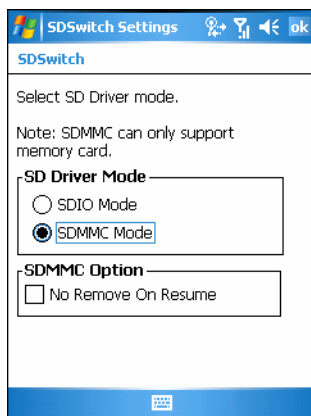 SDSwitch Settings ok
SDSwitch
Select SD Driver mode.
Note: SDMMC can only support
memory card.
SD Driver Mode
SDIO Mode
SDMMC Mode
SDMMC Option
No Remove On Resume